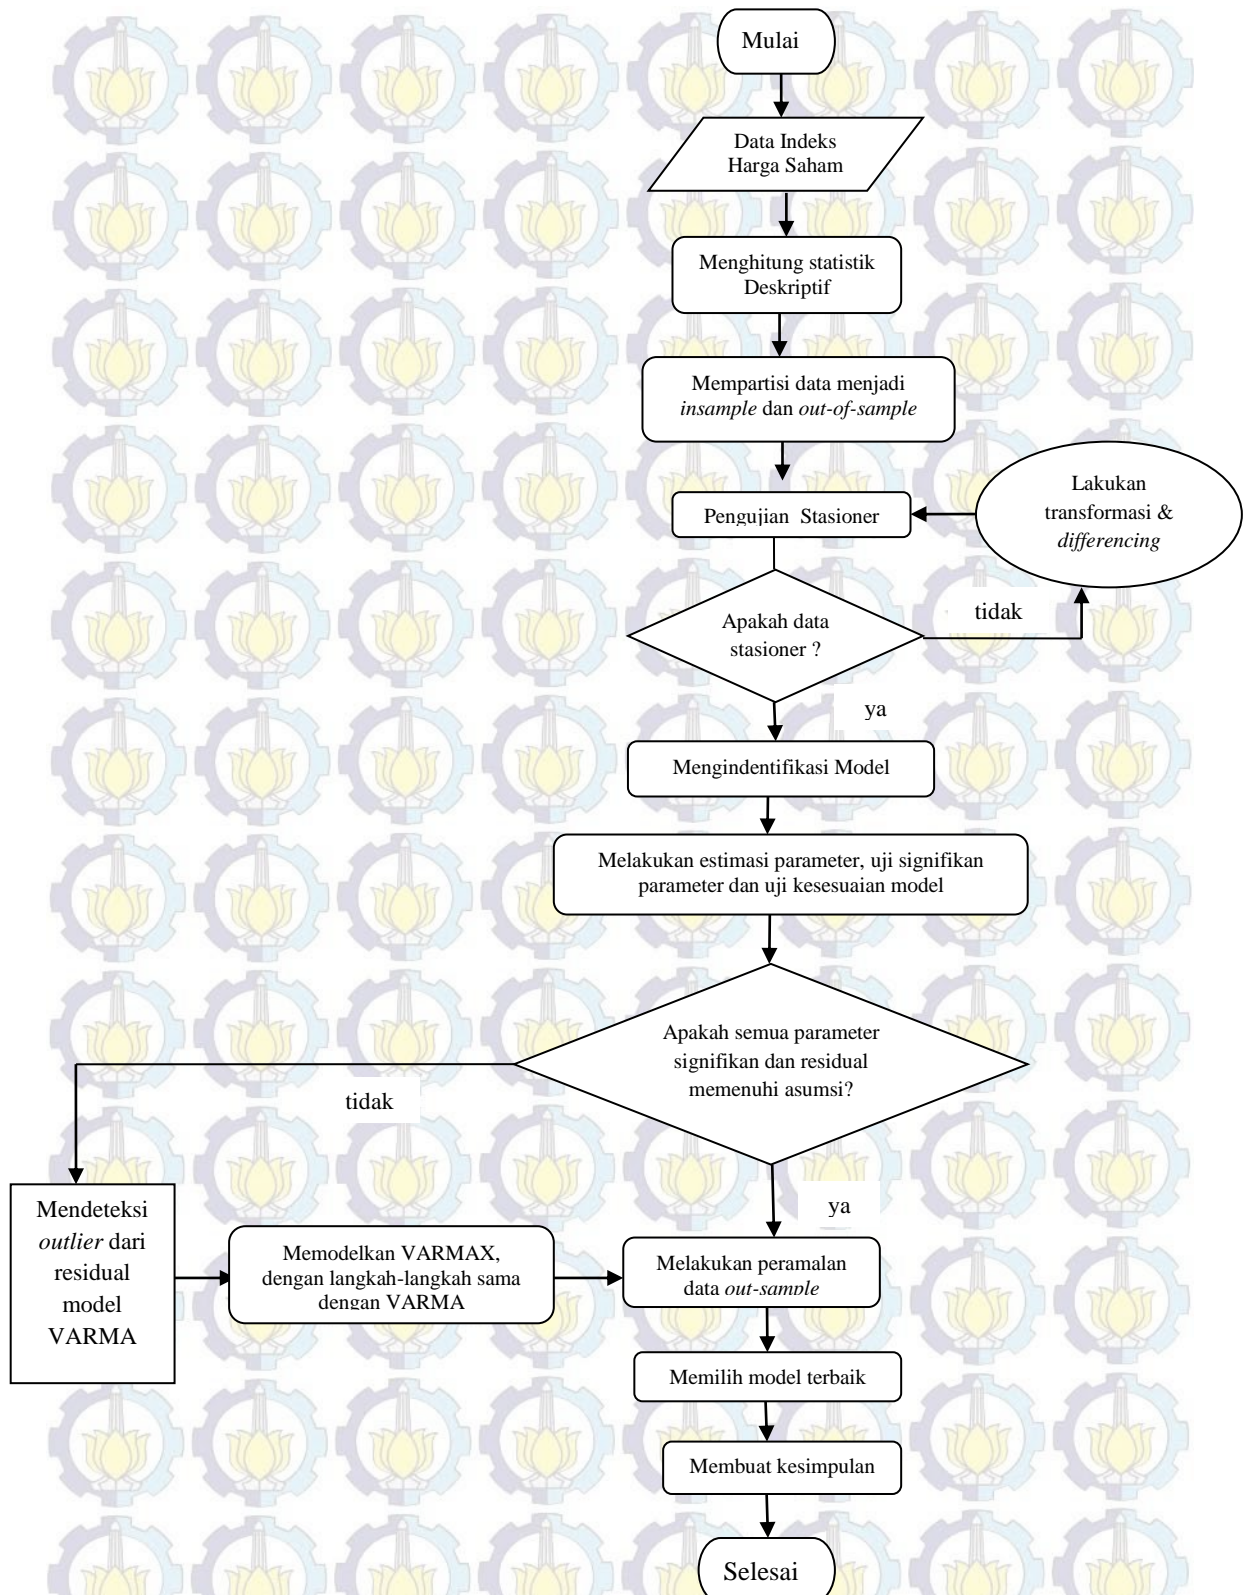 Mulai
Data Indeks
Harga Saham
Menghitung statistik
Deskriptif
Mempartisi data menjadi
insample dan out-of-sample
Lakukan
transformasi &
differencing
Pengujian Stasioner
Apakah data
stasioner ?
tidak
ya
Mengindentifikasi Model
Melakukan estimasi parameter, uji signifikan
parameter dan uji kesesuaian model
Apakah semua parameter
signifikan dan residual
memenuhi asumsi?
tidak
ya
Mendeteksi
outlier dari
residual
model
VARMA
Memodelkan VARMAX,
dengan langkah-langkah sama
dengan VARMA
Melakukan peramalan
data out-sample
Memilih model terbaik
Membuat kesimpulan
Selesai